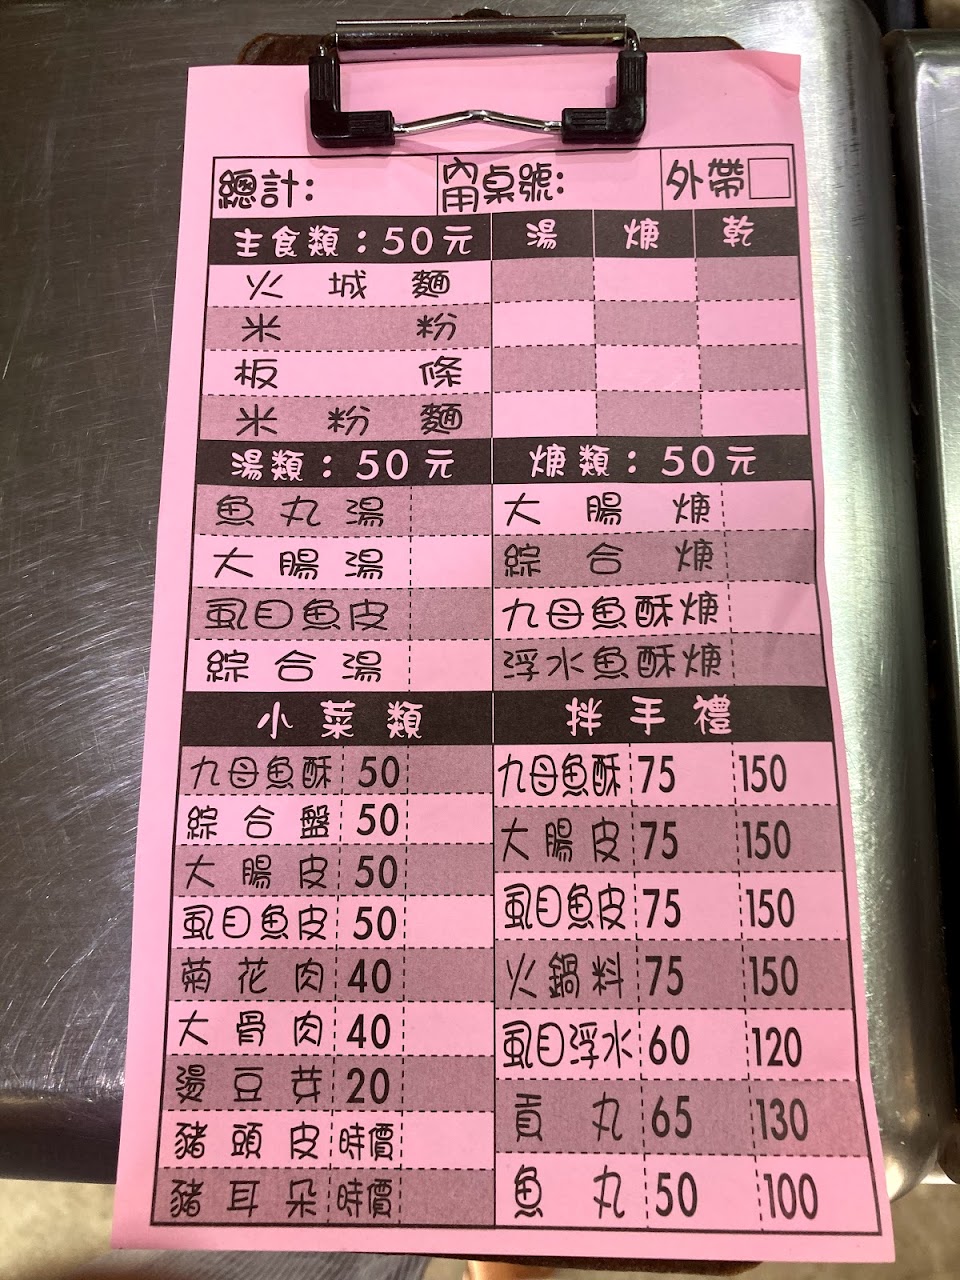 總計:
內用桌號:
外帶□
主食類:50元 湯 焿 乾
火城麵
米粉
板條
米粉麵
湯類:50元 焿類:50元
魚丸湯 大腸焿
大腸湯 綜合焿
虱目魚皮 九母魚酥焿
綜合湯 浮水魚酥焿
小菜類 拌手禮
九母魚酥 50 九母魚酥 75 150
綜合盤 50 大腸皮 75 150
大腸皮 50 虱目魚皮 75 150
虱目魚皮 50 火鍋料 75 150
菊花肉 40 虱目浮水 60 120
大骨肉 40 貢丸 65 130
燙豆芽 20 魚丸 50 100
豬頭皮 時價
豬耳朵 時價